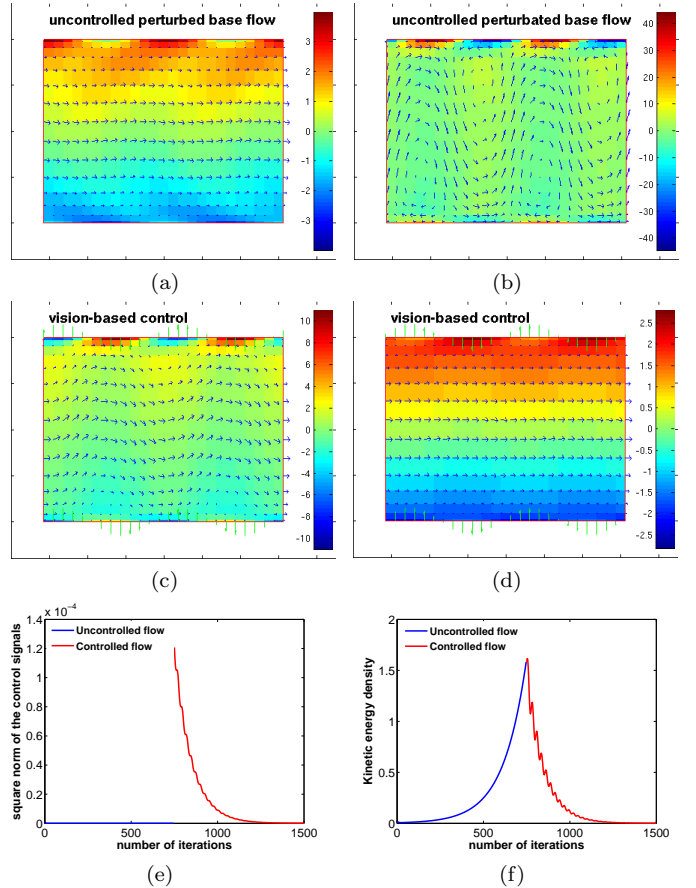 uncontrolled perturbed base flow
3
2
1
0
-1
-2
-3
(a)
uncontrolled perturbated base flow
40
30
20
10
0
-10
-20
-30
-40
(b)
vision-based control
10
8
6
4
2
0
-2
-4
-6
-8
-10
(c)
vision-based control
2.5
2
1.5
1
0.5
0
-0.5
-1
-1.5
-2
-2.5
(d)
x 10⁻⁴
1.4
1.2
1
0.8
0.6
0.4
0.2
0
square norm of the control signals
Uncontrolled flow
Controlled flow
0 500 1000 1500
number of iterations
(e)
2
1.5
1
0.5
0
Kinetic energy density
Uncontrolled flow
Controlled flow
0 500 1000 1500
number of iterations
(f)